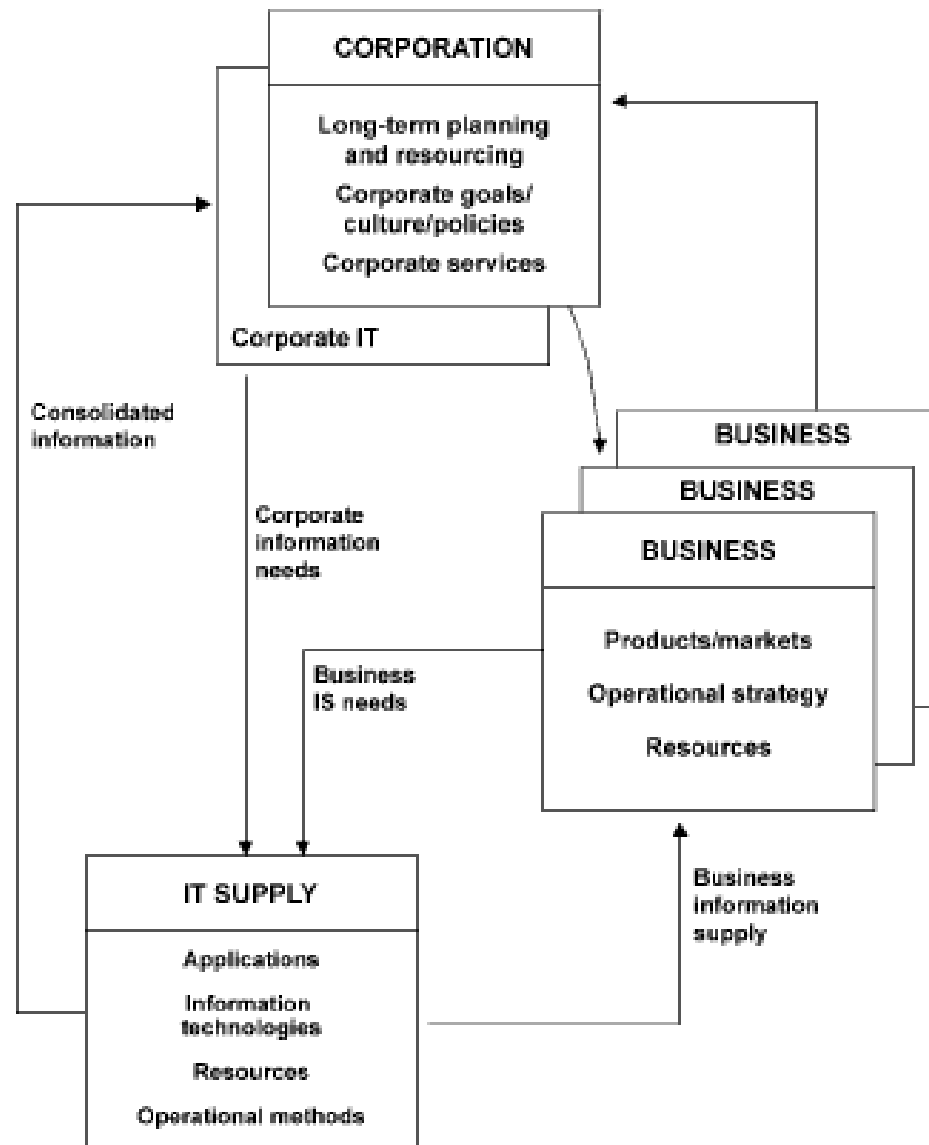 CORPORATION
Long-term planning
and resourcing
Corporate goals/
culture/policies
Corporate services
Corporate IT
Consolidated
information
Corporate
information
needs
BUSINESS
BUSINESS
BUSINESS
Products/markets
Operational strategy
Resources
Business
IS needs
IT SUPPLY
Applications
Information
technologies
Resources
Operational methods
Business
information
supply